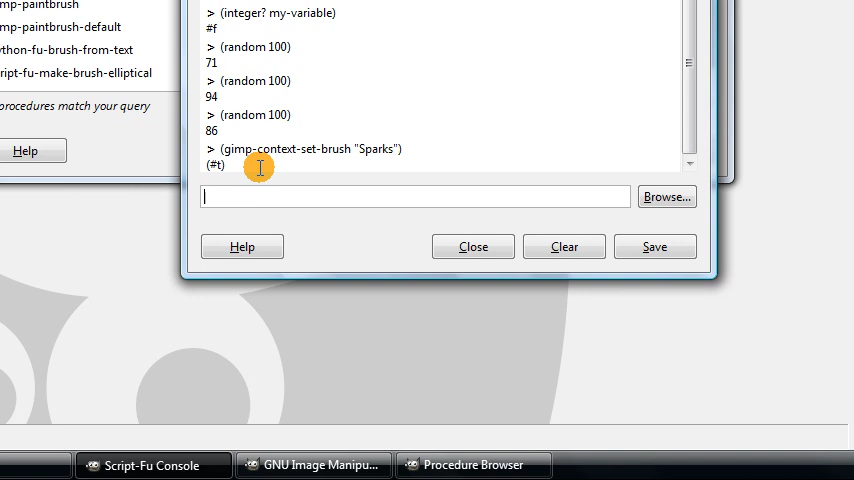 mp-paintbrush
mp-paintbrush-default
ython-fu-brush-from-text
ript-fu-make-brush-elliptical
procedures match your query
Help
> (integer? my-variable)
#f
> (random 100)
71
> (random 100)
94
> (random 100)
86
> (gimp-context-set-brush "Sparks")
(#t)
Browse...
Help
Close
Clear
Save
Script-Fu Console
GNU Image Manipu...
Procedure Browser